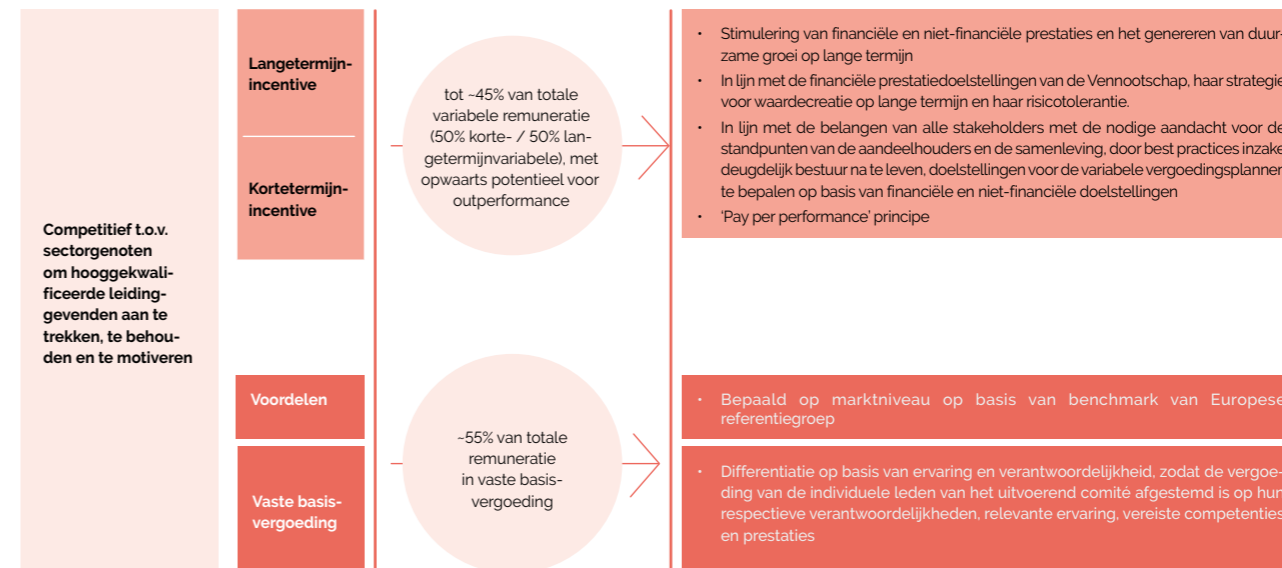 Competitief t.o.v.
sectorgenoten
om hooggekwali-
ficeerde leiding-
gevenden aan te
trekken, te behou-
den en te motiveren
Langetermijn-
incentive
Kortetermijn-
incentive
tot ~45% van totale
variabele remuneratie
(50% korte- / 50% lan-
getermijnvariabele), met
opwaarts potentieel voor
outperformance
• Stimulering van financiële en niet-financiële prestaties en het genereren van duur-
zame groei op lange termijn
• In lijn met de financiële prestatiedoelstellingen van de Vennootschap, haar strategie
voor waardecreatie op lange termijn en haar risicotolerantie.
• In lijn met de belangen van alle stakeholders met de nodige aandacht voor de
standpunten van de aandeelhouders en de samenleving, door best practices inzake
deugdelijk bestuur na te leven, doelstellingen voor de variabele vergoedingsplannen
te bepalen op basis van financiële en niet-financiële doelstellingen
• ‘Pay per performance’ principe
Voordelen
Vaste basis-
vergoeding
~55% van totale
remuneratie
in vaste basis-
vergoeding
• Bepaald op marktniveau op basis van benchmark van Europese
referentiegroep
• Differentiatie op basis van ervaring en verantwoordelijkheid, zodat de vergoe-
ding van de individuele leden van het uitvoerend comité afgestemd is op hun
respectieve verantwoordelijkheden, relevante ervaring, vereiste competenties
en prestaties